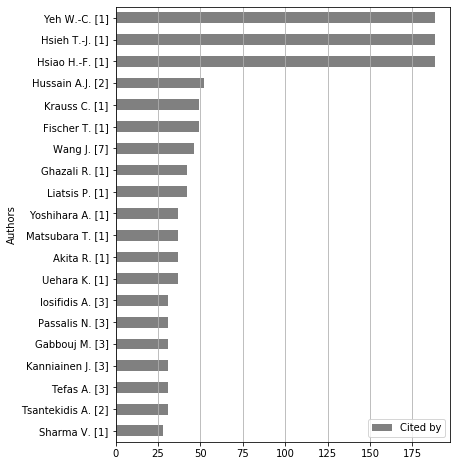 Yeh W.-C. [1]
Hsieh T.-J. [1]
Hsiao H.-F. [1]
Hussain A.J. [2]
Krauss C. [1]
Fischer T. [1]
Wang J. [7]
Ghazali R. [1]
Liatsis P. [1]
Yoshihara A. [1]
Matsubara T. [1]
Akita R. [1]
Uehara K. [1]
Iosifidis A. [3]
Passalis N. [3]
Gabbouj M. [3]
Kanniainen J. [3]
Tefas A. [3]
Tsantekidis A. [2]
Sharma V. [1]
Authors
Cited by
0 25 50 75 100 125 150 175